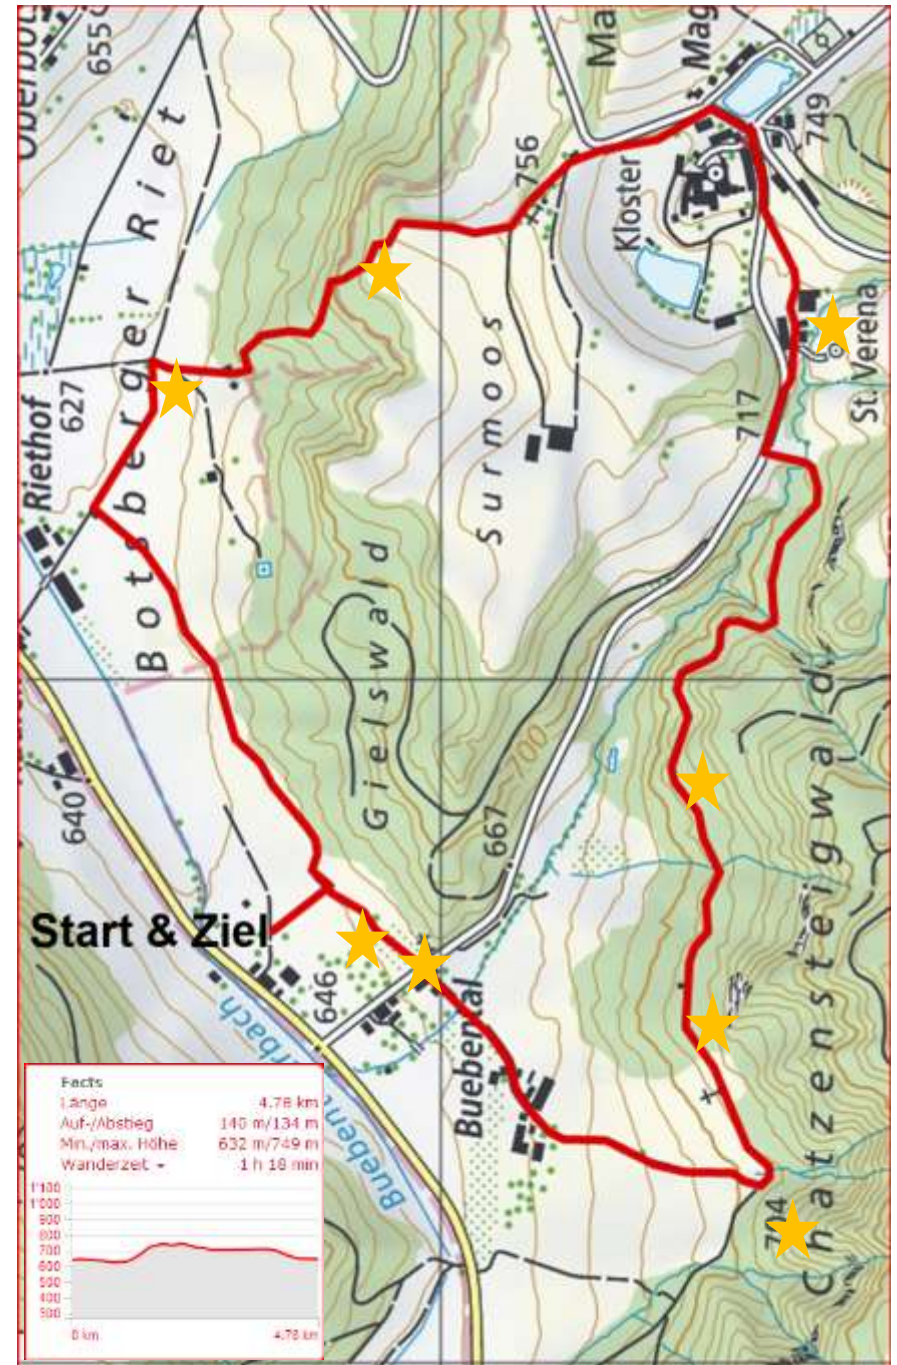 655
Ma
Mag
749
756
Kloster
Botsberger Riet
St. Verena
Riethof
627
717
Surmoos
Gielswald
700
Chatzensteigwald
640
667
Start & Ziel
646
Buebental
704
Facts
Länge 4.78 km
Auf-/Abstieg 140 m/134 m
Min./max. Höhe 632 m/749 m
Wanderzeit 1 h 18 min
1'100
1'000
900
800
700
600
500
400
300
0 km 4.78 km